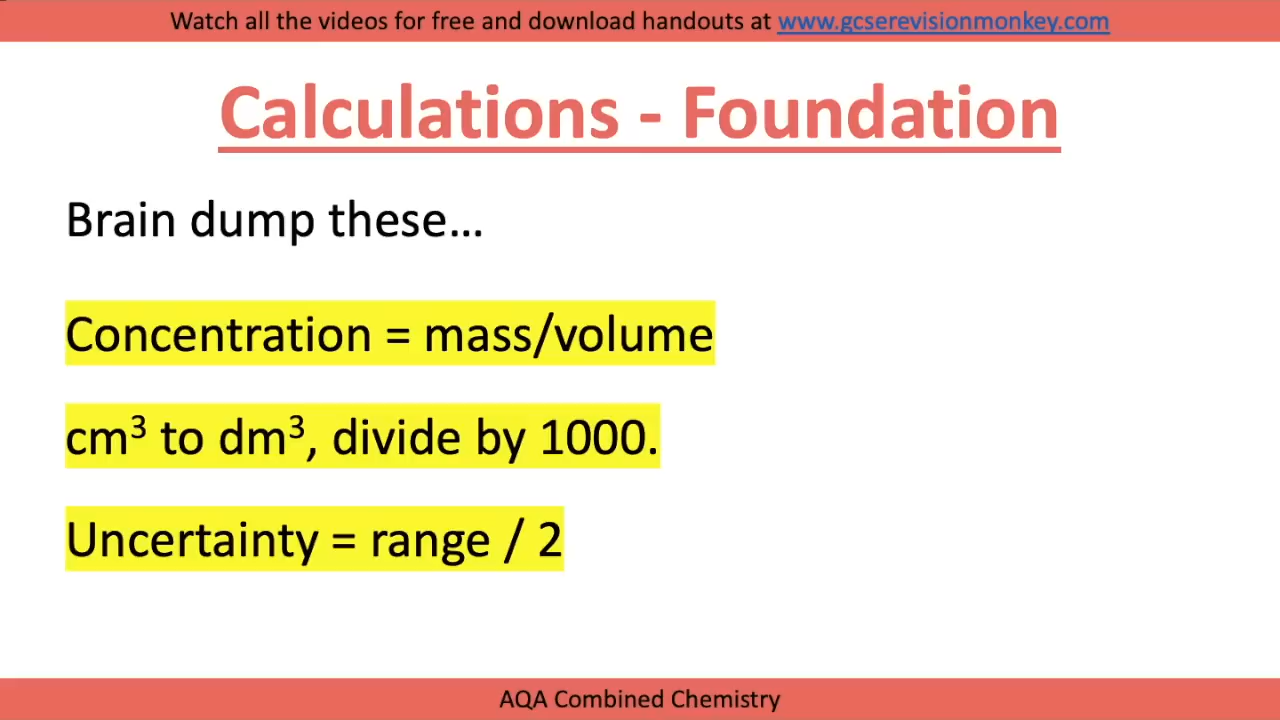 Watch all the videos for free and download handouts at www.gcserevisionmonkey.com
Calculations - Foundation
Brain dump these…
Concentration = mass/volume
cm³ to dm³, divide by 1000.
Uncertainty = range / 2
AQA Combined Chemistry